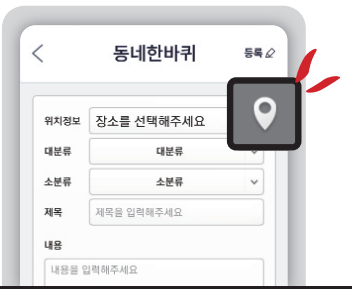 동네한바퀴 등록
위치정보 장소를 선택해주세요
대분류 대분류
소분류 소분류
제목 제목을 입력해주세요
내용
내용을 입력해주세요